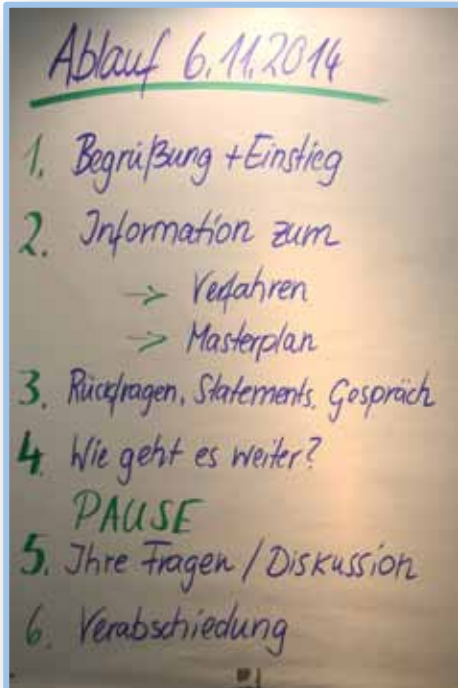 Ablauf 6.11.2014
1. Begrüßung + Einstieg
2. Information zum
-> Verfahren
-> Masterplan
3. Rückfragen, Statements, Gespräch
4 Wie geht es weiter?
PAUSE
5. Ihre Fragen / Diskussion
6. Verabschiedung